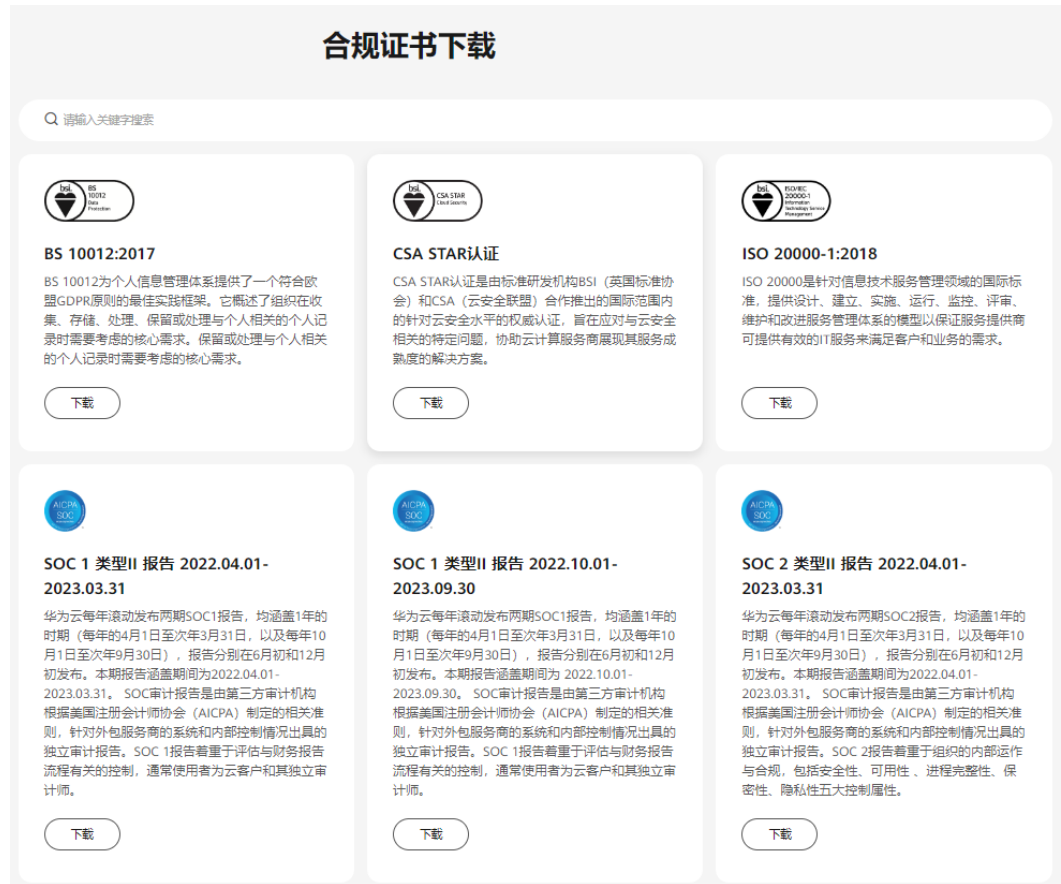 合规证书下载
请输入关键字搜索
bsi.
BS
10012
Data
Protection
BS 10012:2017
BS 10012为个人信息管理体系提供了一个符合欧
盟GDPR原则的最佳实践框架。它概述了组织在收
集、存储、处理、保留或处理与个人相关的个人记
录时需要考虑的核心需求。保留或处理与个人相关
的个人记录时需要考虑的核心需求。
下载
bsi.
CSA STAR
Cloud Security
CSA STAR认证
CSA STAR认证是由标准研发机构BSI（英国标准协
会）和CSA（云安全联盟）合作推出的国际范围内
的针对云安全水平的权威认证，旨在应对与云安全
相关的特定问题，协助云计算服务商展现其服务成
熟度的解决方案。
下载
bsi.
ISO/IEC
20000-1
Information
Technology Service
Management
ISO 20000-1:2018
ISO 20000是针对信息技术服务管理领域的国际标
准，提供设计、建立、实施、运行、监控、评审、
维护和改进服务管理体系的模型以保证服务提供商
可提供有效的IT服务来满足客户和业务的需求。
下载
AICPA
SOC
SOC 1 类型II 报告 2022.04.01-
2023.03.31
华为云每年滚动发布两期SOC1报告，均涵盖1年的
时期（每年的4月1日至次年3月31日，以及每年10
月1日至次年9月30日），报告分别在6月初和12月
初发布。本期报告涵盖期间为2022.04.01-
2023.03.31。 SOC审计报告是由第三方审计机构
根据美国注册会计师协会（AICPA）制定的相关准
则，针对外包服务商的系统和内部控制情况出具的
独立审计报告。SOC 1报告着重于评估与财务报告
流程有关的控制，通常使用者为云客户和其独立审
计师。
下载
AICPA
SOC
SOC 1 类型II 报告 2022.10.01-
2023.09.30
华为云每年滚动发布两期SOC1报告，均涵盖1年的
时期（每年的4月1日至次年3月31日，以及每年10
月1日至次年9月30日），报告分别在6月初和12月
初发布。本期报告涵盖期间为 2022.10.01-
2023.09.30。 SOC审计报告是由第三方审计机构
根据美国注册会计师协会（AICPA）制定的相关准
则，针对外包服务商的系统和内部控制情况出具的
独立审计报告。SOC 1报告着重于评估与财务报告
流程有关的控制，通常使用者为云客户和其独立审
计师。
下载
AICPA
SOC
SOC 2 类型II 报告 2022.04.01-
2023.03.31
华为云每年滚动发布两期SOC2报告，均涵盖1年的
时期（每年的4月1日至次年3月31日，以及每年10
月1日至次年9月30日），报告分别在6月初和12月
初发布。本期报告涵盖期间为2022.04.01-
2023.03.31。 SOC审计报告是由第三方审计机构
根据美国注册会计师协会（AICPA）制定的相关准
则，针对外包服务商的系统和内部控制情况出具的
独立审计报告。SOC 2报告着重于组织的内部运作
与合规，包括安全性、可用性 、进程完整性、保
密性、隐私性五大控制属性。
下载